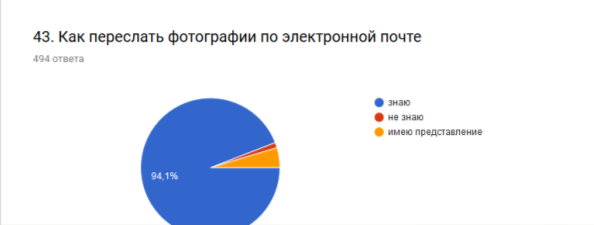 43. Как переслать фотографии по электронной почте
494 ответа
знаю
не знаю
имею представление
94,1%